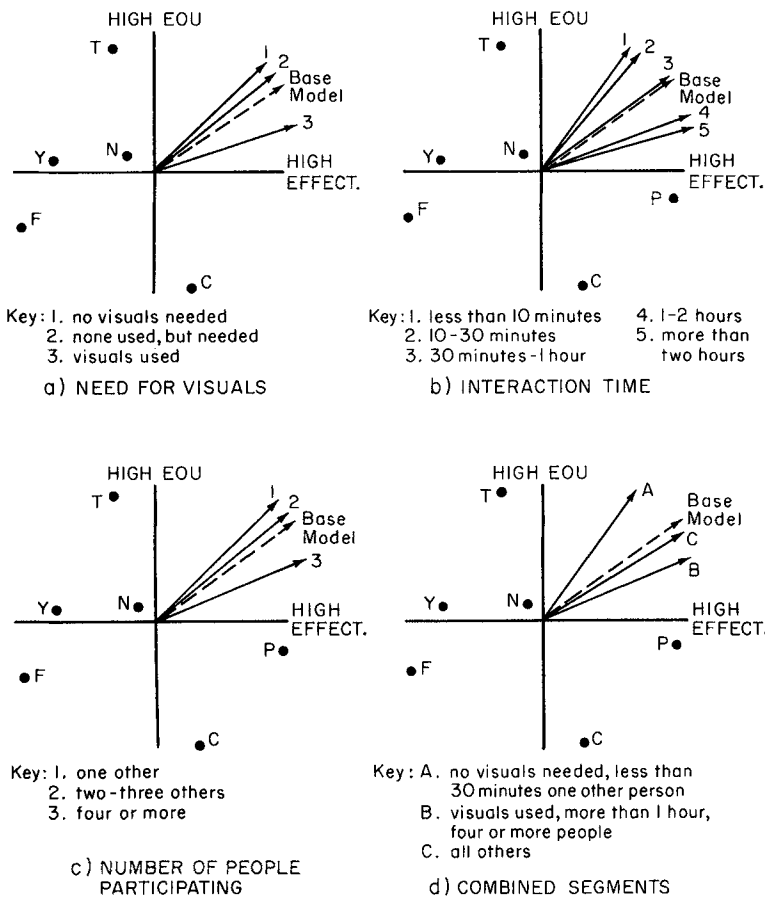 HIGH EOU
T
1
2
Base
Model
3
Y
N
HIGH
EFFECT.
F
C
Key: 1. no visuals needed
2. none used, but needed
3. visuals used
a) NEED FOR VISUALS
HIGH EOU
T
1
2
3
Base
Model
4
5
Y
N
HIGH
EFFECT.
P
F
C
Key: 1. less than 10 minutes
2. 10-30 minutes
3. 30 minutes-1 hour
4. 1-2 hours
5. more than
two hours
b) INTERACTION TIME
HIGH EOU
T
1
2
Base
Model
3
Y
N
HIGH
EFFECT.
P
F
C
Key: 1. one other
2. two-three others
3. four or more
c) NUMBER OF PEOPLE
PARTICIPATING
HIGH EOU
T
A
Base
Model
C
B
Y
N
HIGH
EFFECT.
P
F
C
Key: A. no visuals needed, less than
30 minutes one other person
B. visuals used, more than 1 hour,
four or more people
C. all others
d) COMBINED SEGMENTS